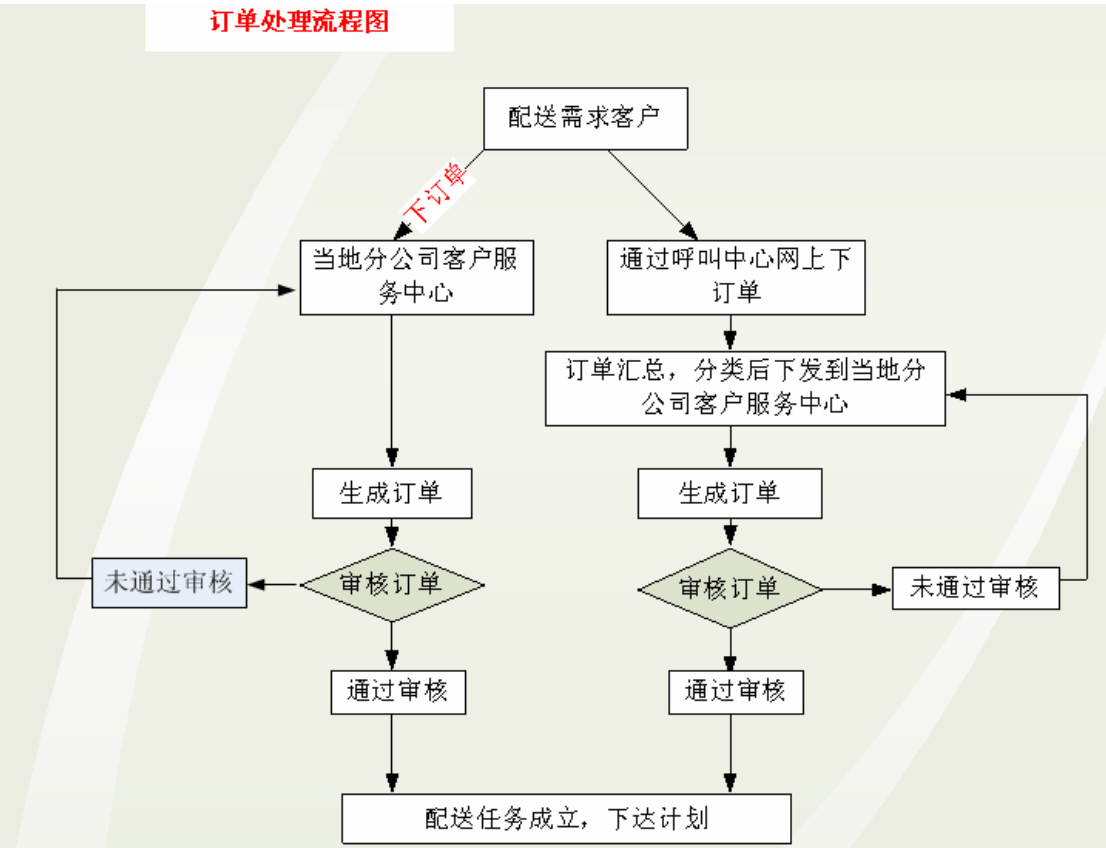 订单处理流程图
配送需求客户
下订单
当地分公司客户服
务中心
通过呼叫中心网上下
订单
订单汇总，分类后下发到当地分
公司客户服务中心
生成订单
生成订单
未通过审核
审核订单
审核订单
未通过审核
通过审核
通过审核
配送任务成立，下达计划